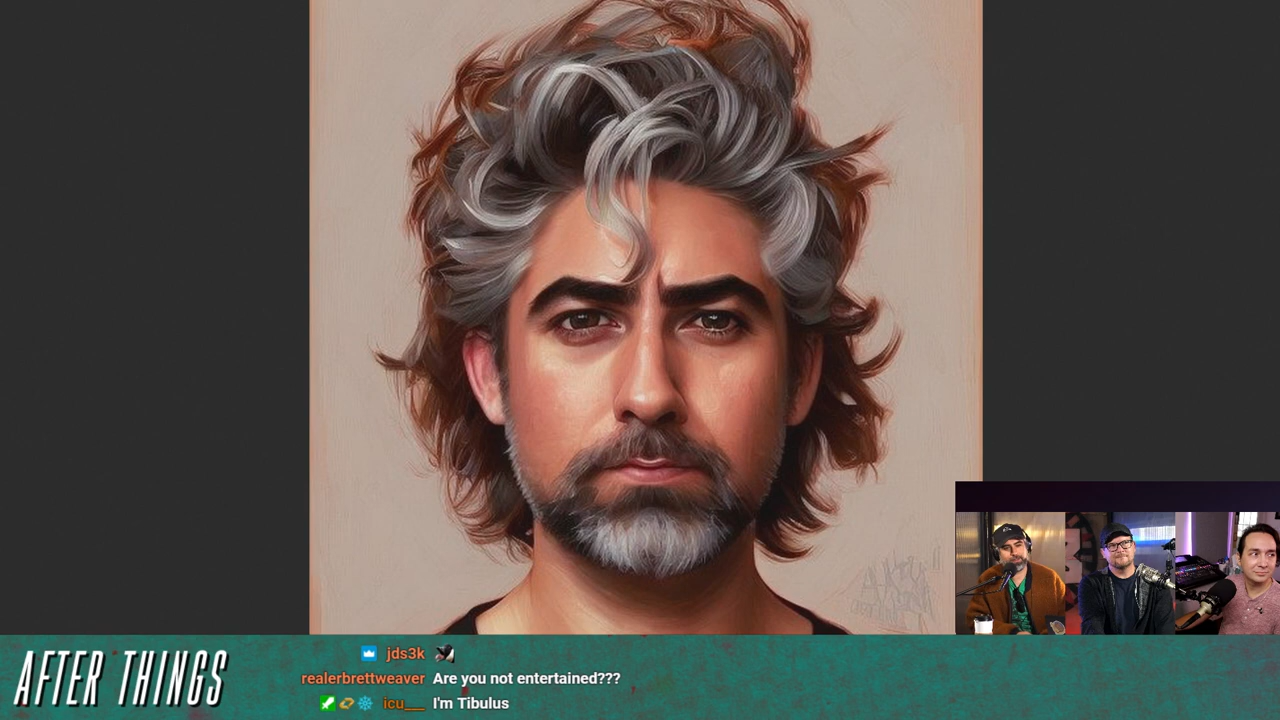 AFTER THINGS
jds3k
realerbrettweaver Are you not entertained???
icu___ I'm Tibulus